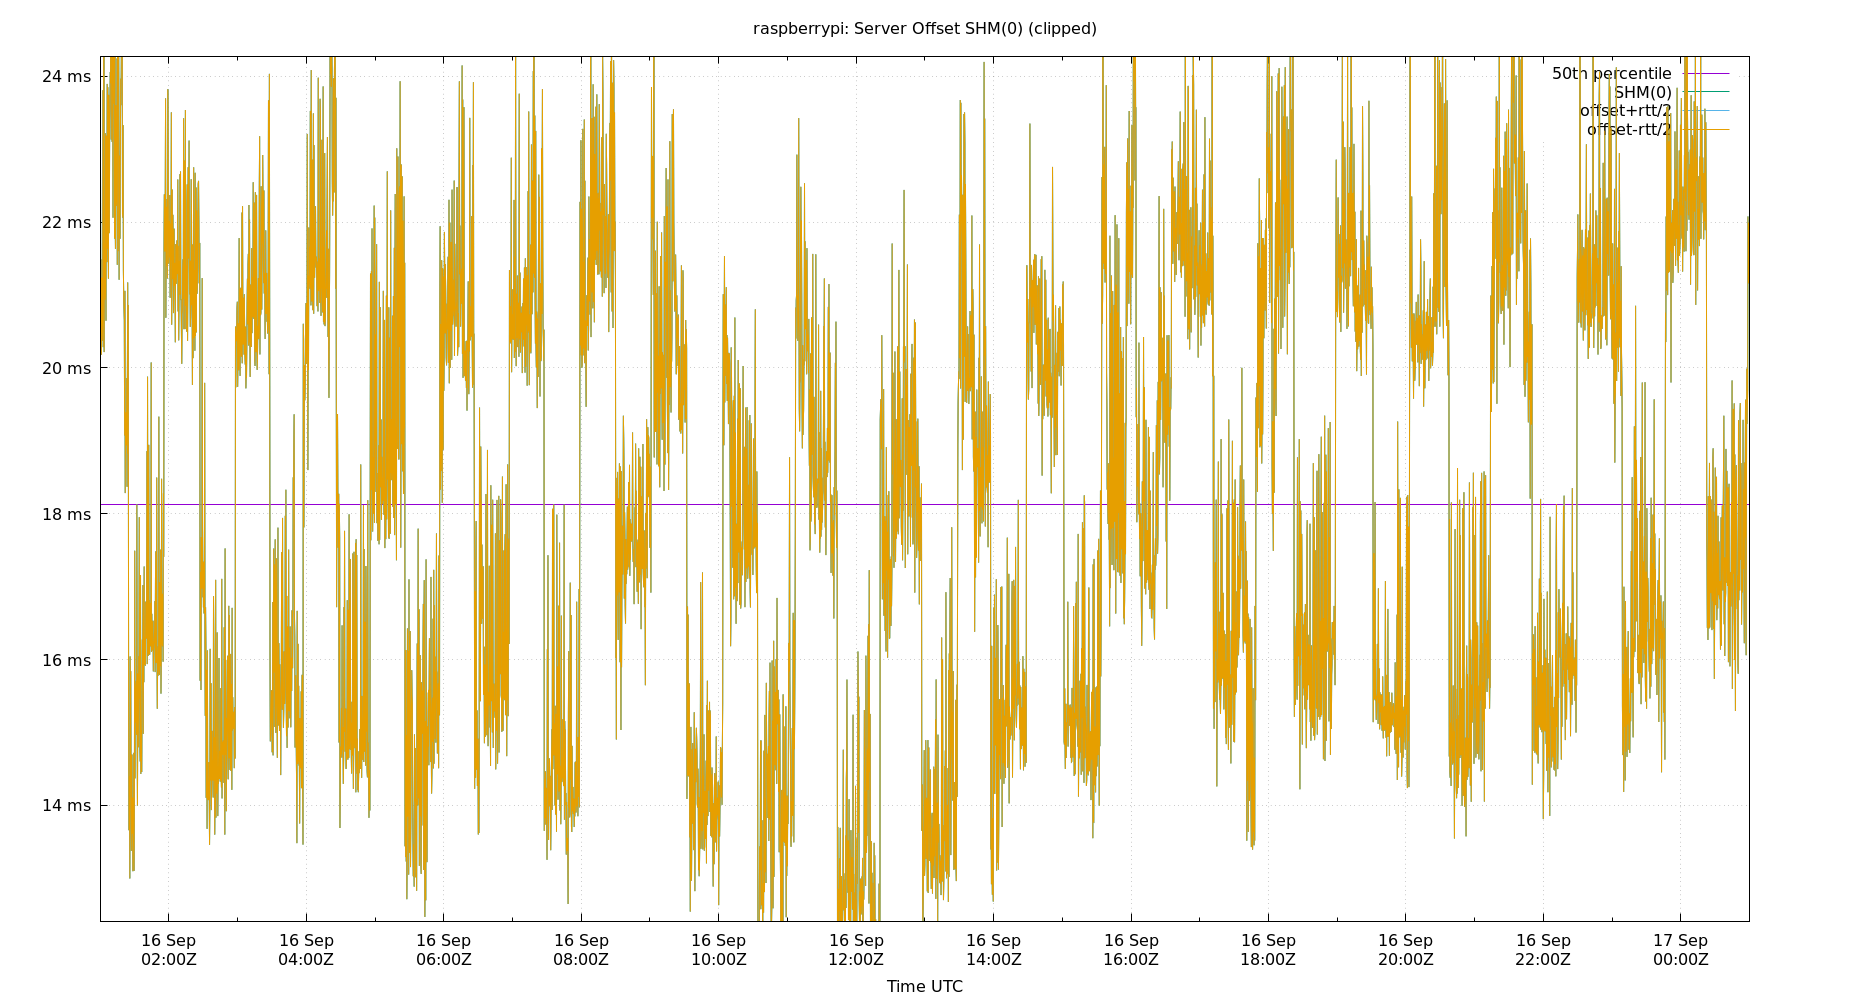 raspberrypi: Server Offset SHM(0) (clipped)
50th percentile
SHM(0)
offset+rtt/2
offset-rtt/2
24 ms
22 ms
20 ms
18 ms
16 ms
14 ms
16 Sep 16 Sep 16 Sep 16 Sep 16 Sep 16 Sep 16 Sep 16 Sep 16 Sep 16 Sep 16 Sep 17 Sep
02:00Z 04:00Z 06:00Z 08:00Z 10:00Z 12:00Z 14:00Z 16:00Z 18:00Z 20:00Z 22:00Z 00:00Z
Time UTC